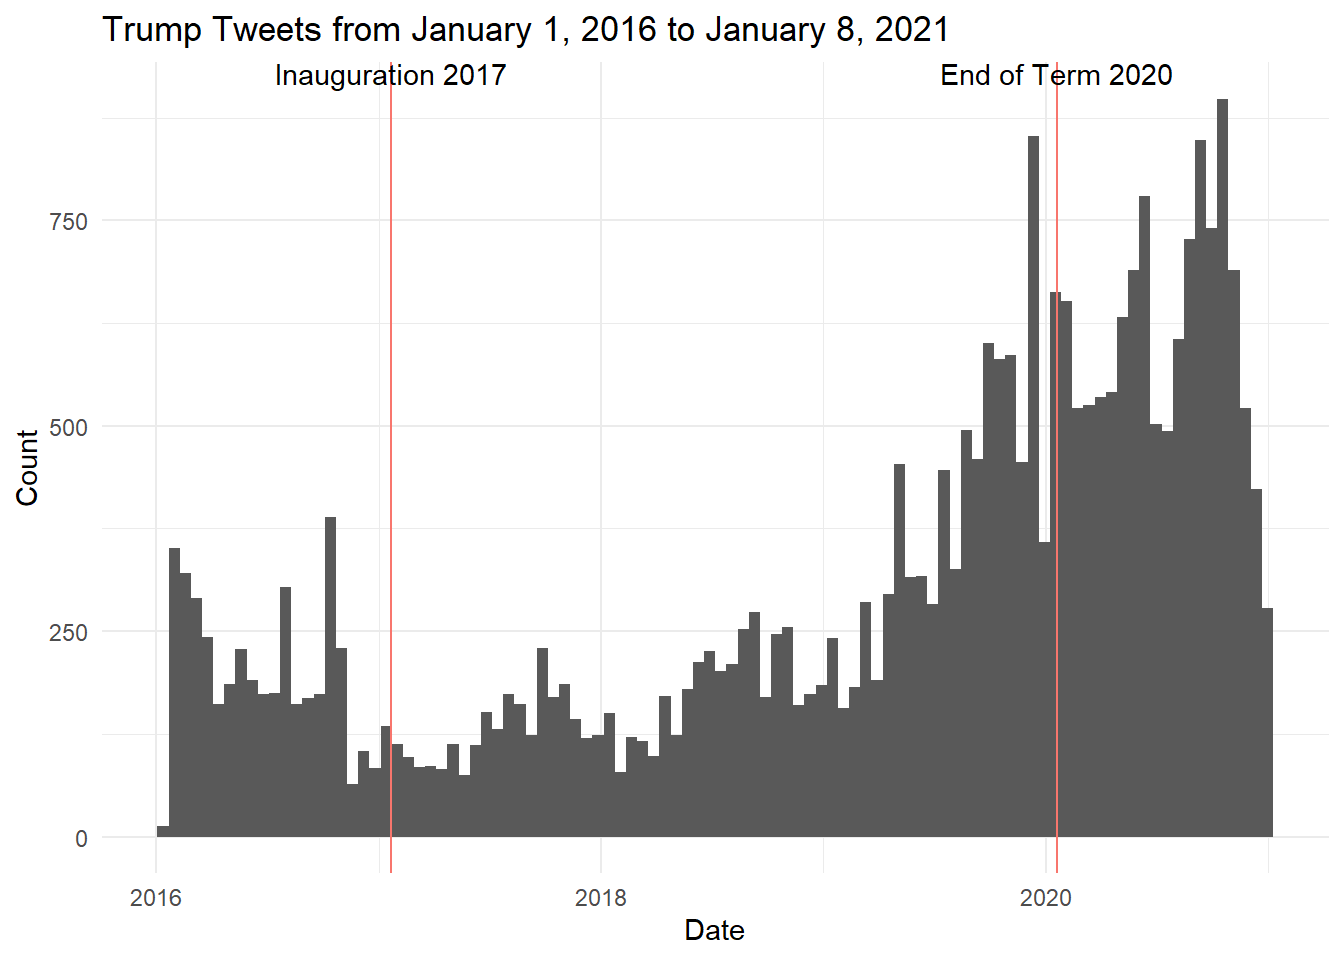 Trump Tweets from January 1, 2016 to January 8, 2021
Inauguration 2017
End of Term 2020
750
500
250
0
Count
2016
2018
2020
Date